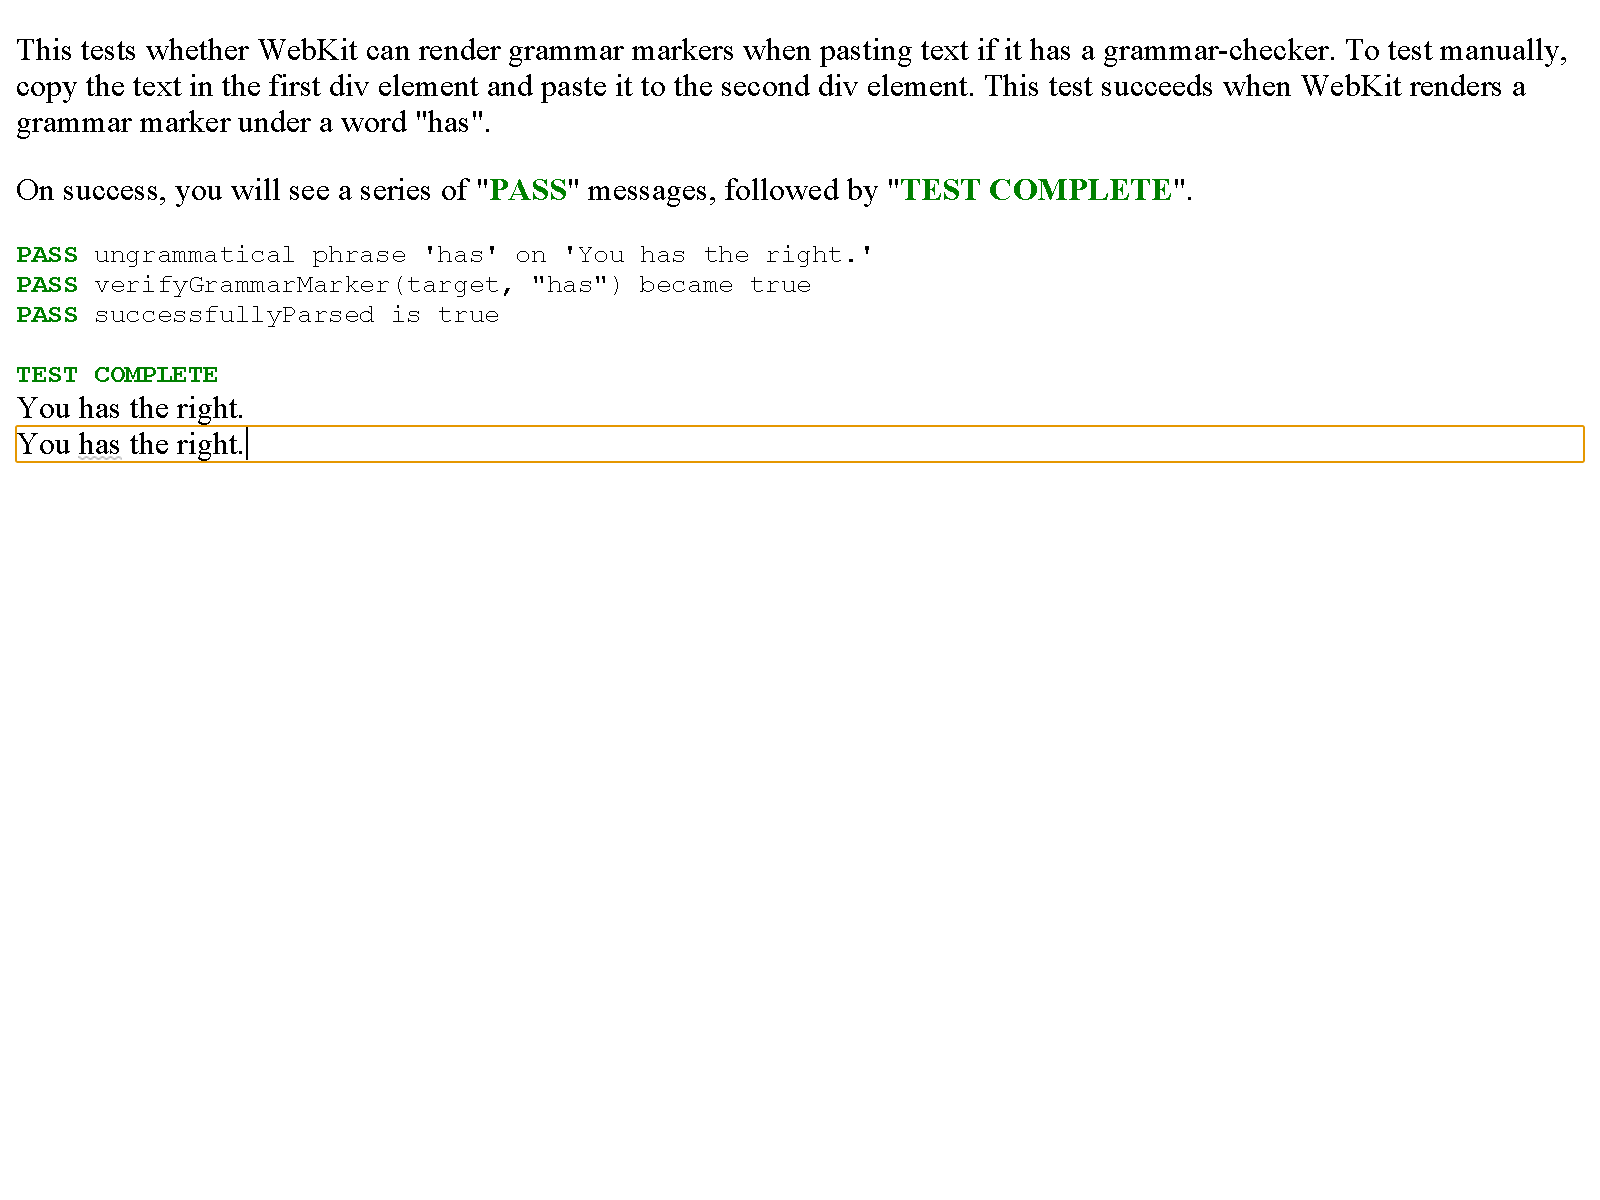 This tests whether WebKit can render grammar markers when pasting text if it has a grammar-checker. To test manually,
copy the text in the first div element and paste it to the second div element. This test succeeds when WebKit renders a
grammar marker under a word "has".
On success, you will see a series of "PASS" messages, followed by "TEST COMPLETE".
PASS ungrammatical phrase 'has' on 'You has the right.'
PASS verifyGrammarMarker(target, "has") became true
PASS successfullyParsed is true
TEST COMPLETE
You has the right.
You has the right.